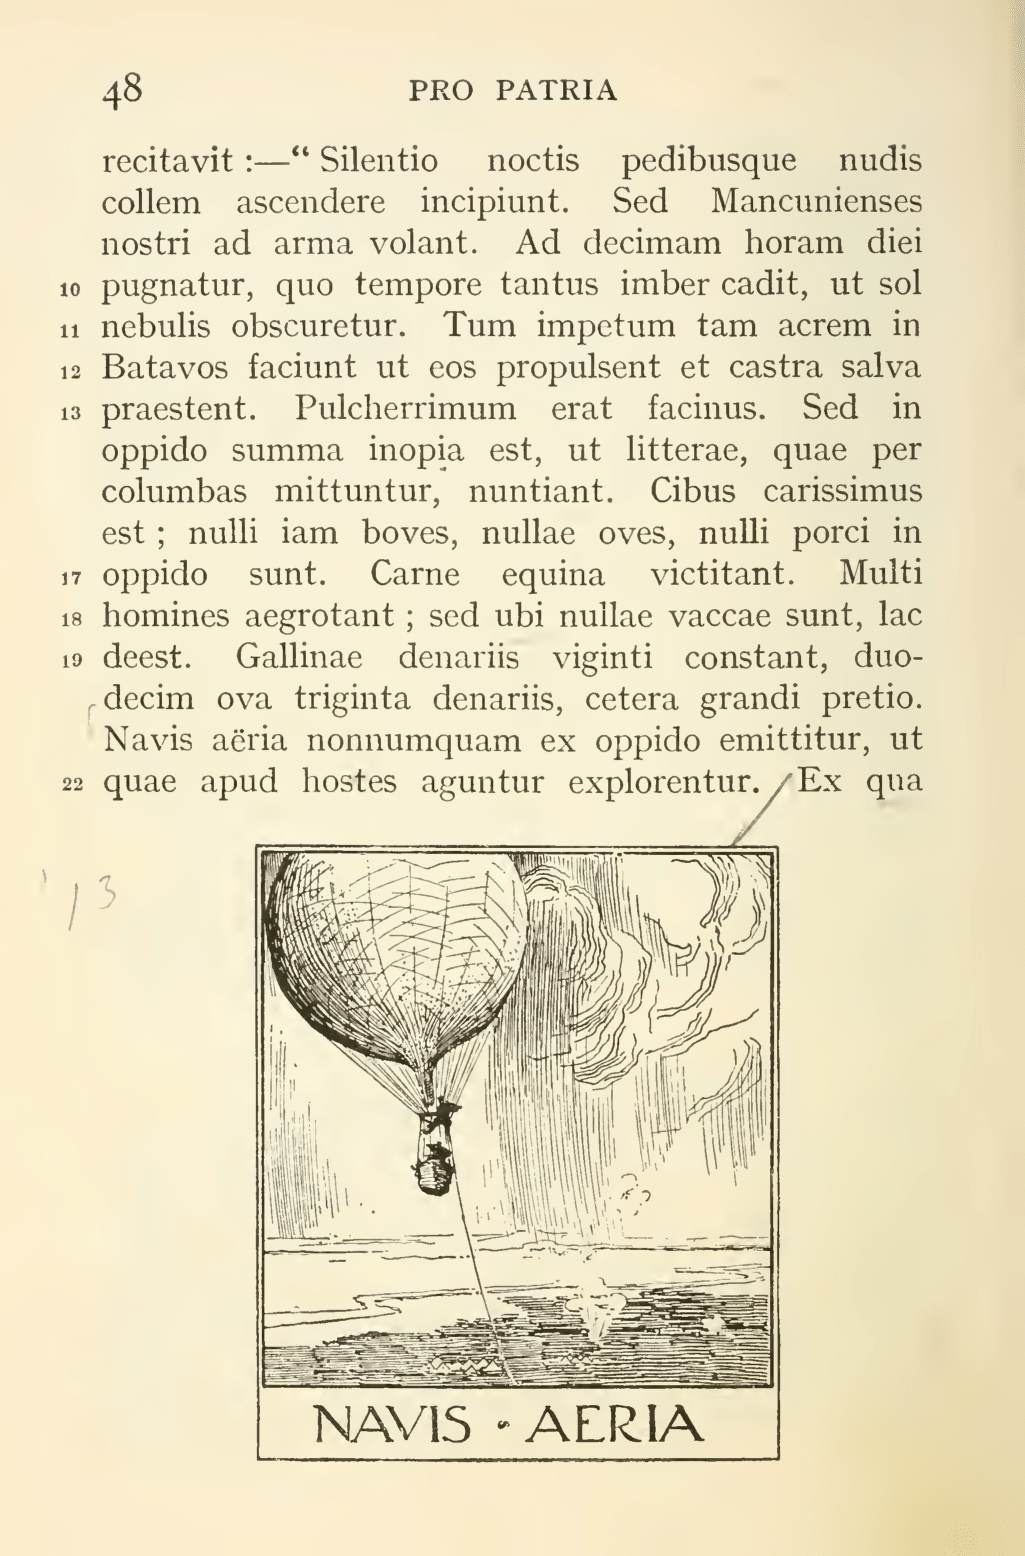 48 PRO PATRIA
recitavit :—“ Silentio noctis pedibusque nudis
collem ascendere incipiunt. Sed Mancunienses
nostri ad arma volant. Ad decimam horam diei
10 pugnatur, quo tempore tantus imber cadit, ut sol
11 nebulis obscuretur. Tum impetum tam acrem in
12 Batavos faciunt ut eos propulsent et castra salva
13 praestent. Pulcherrimum erat facinus. Sed in
oppido summa inopia est, ut litterae, quae per
columbas mittuntur, nuntiant. Cibus carissimus
est ; nulli iam boves, nullae oves, nulli porci in
17 oppido sunt. Carne equina victitant. Multi
18 homines aegrotant ; sed ubi nullae vaccae sunt, lac
19 deest. Gallinae denariis viginti constant, duo-
decim ova triginta denariis, cetera grandi pretio.
Navis aëria nonnumquam ex oppido emittitur, ut
22 quae apud hostes aguntur explorentur. Ex qua
13
NAVIS · AERIA